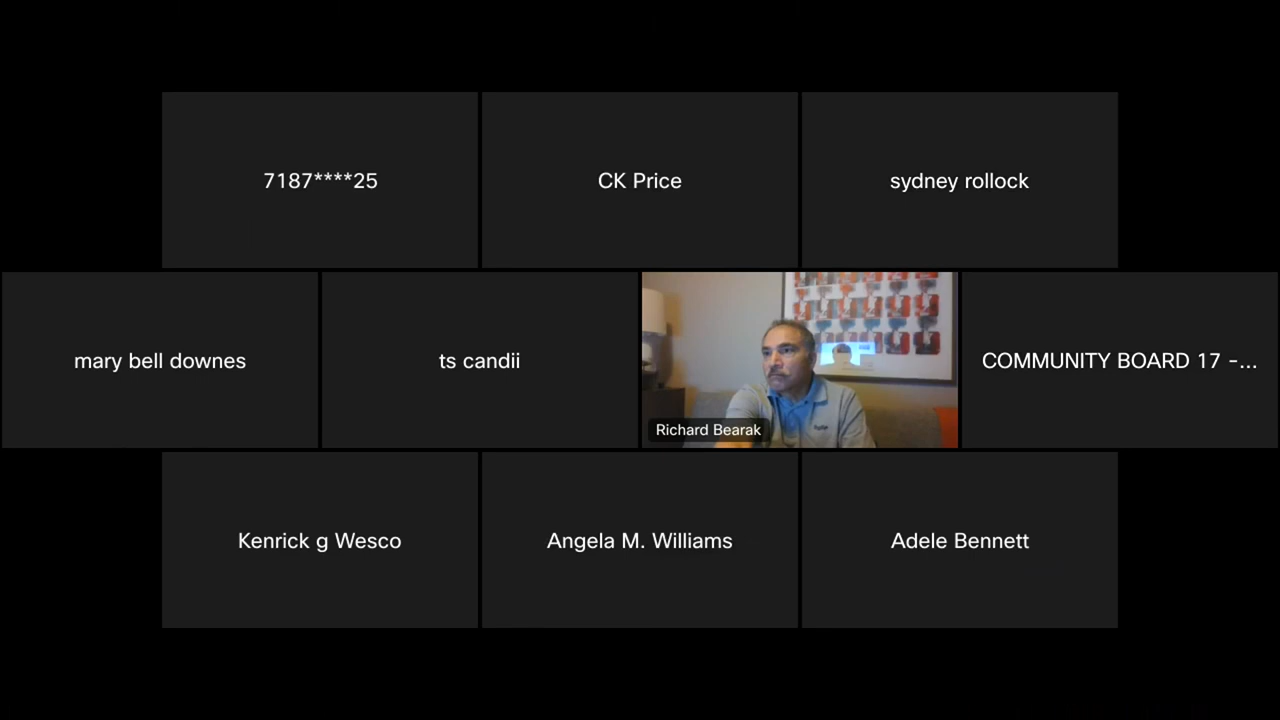 7187****25
CK Price
sydney rollock
mary bell downes
ts candii
Richard Bearak
COMMUNITY BOARD 17 -...
Kenrick g Wesco
Angela M. Williams
Adele Bennett